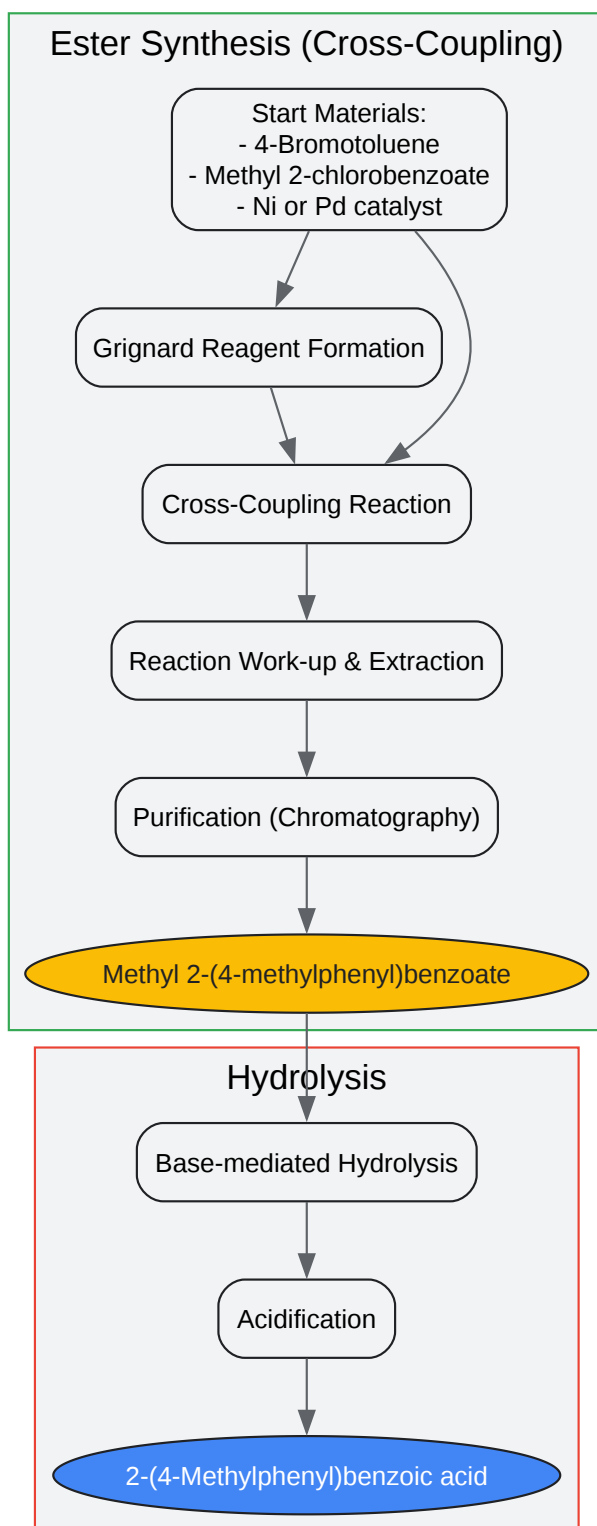 Ester Synthesis (Cross-Coupling)
Start Materials:
- 4-Bromotoluene
- Methyl 2-chlorobenzoate
- Ni or Pd catalyst
Grignard Reagent Formation
Cross-Coupling Reaction
Reaction Work-up & Extraction
Purification (Chromatography)
Methyl 2-(4-methylphenyl)benzoate
Hydrolysis
Base-mediated Hydrolysis
Acidification
2-(4-Methylphenyl)benzoic acid